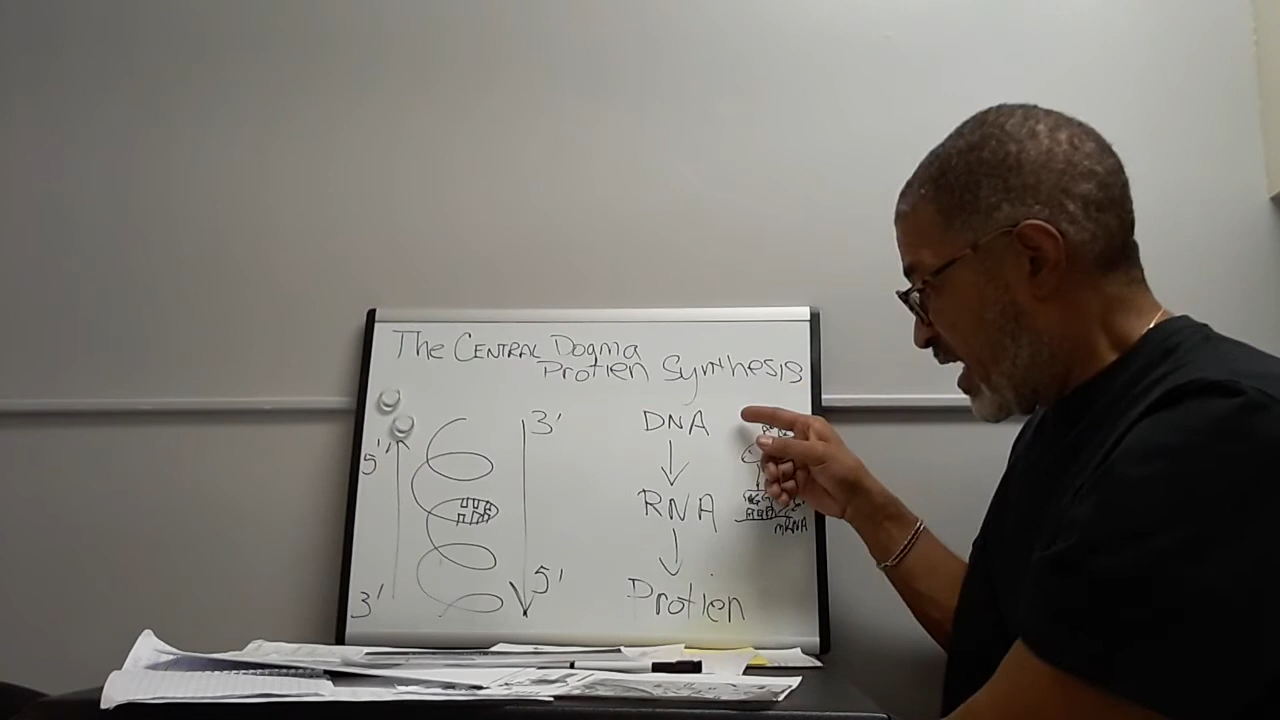 The CENTRAL Dogma
Protien Synthesis
5'
3'
3'
5'
DNA
RNA
Protien
mRNA